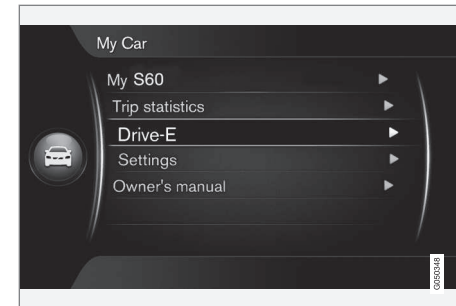 My Car
My S60
Trip statistics
Drive-E
Settings
Owner's manual
G050348